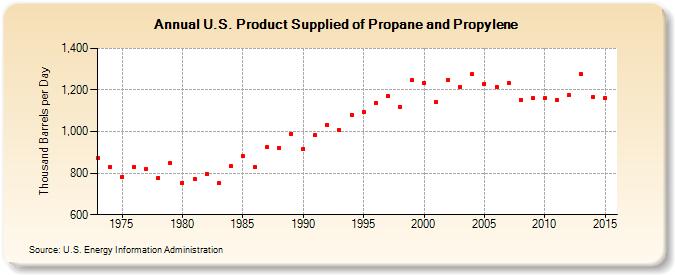 Annual U.S. Product Supplied of Propane and Propylene
Thousand Barrels per Day
1,400
1,200
1,000
800
600
1975 1980 1985 1990 1995 2000 2005 2010 2015
Source: U.S. Energy Information Administration